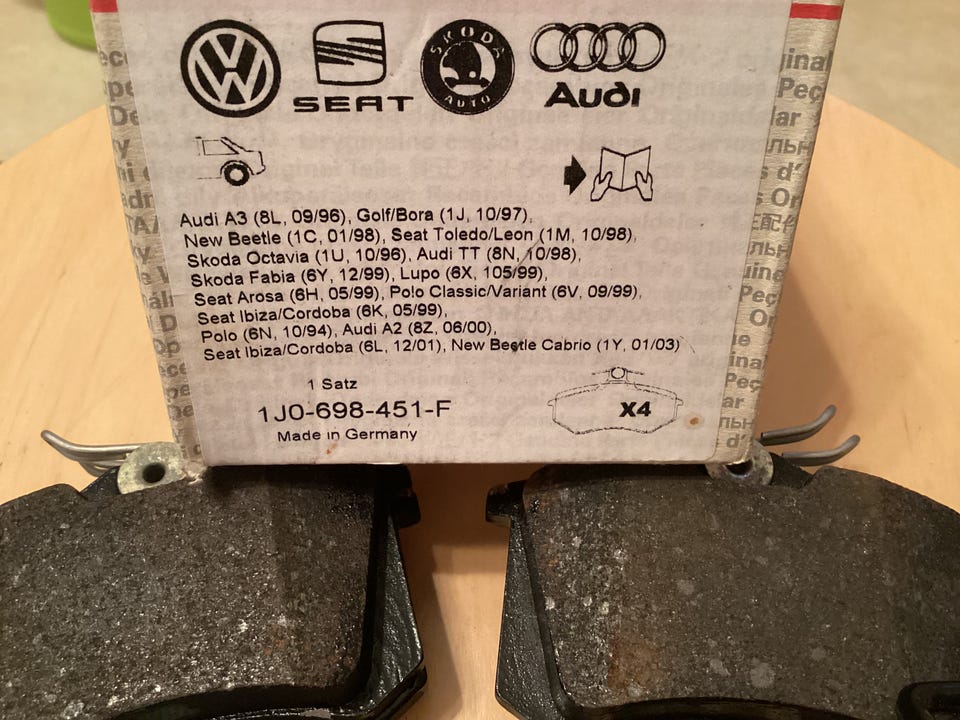 SEAT
SKODA
AUTO
Audi
Audi A3 (8L, 09/96), Golf/Bora (1J, 10/97),
New Beetle (1C, 01/98), Seat Toledo/Leon (1M, 10/98),
Skoda Octavia (1U, 10/96), Audi TT (8N, 10/98),
Skoda Fabia (6Y, 12/99), Lupo (6X, 105/99),
Seat Arosa (6H, 05/99), Polo Classic/Variant (6V, 09/99),
Seat Ibiza/Cordoba (6K, 05/99),
Polo (6N, 10/94), Audi A2 (8Z, 06/00),
Seat Ibiza/Cordoba (6L, 12/01), New Beetle Cabrio (1Y, 01/03)
1 Satz
1J0-698-451-F
Made in Germany
X4